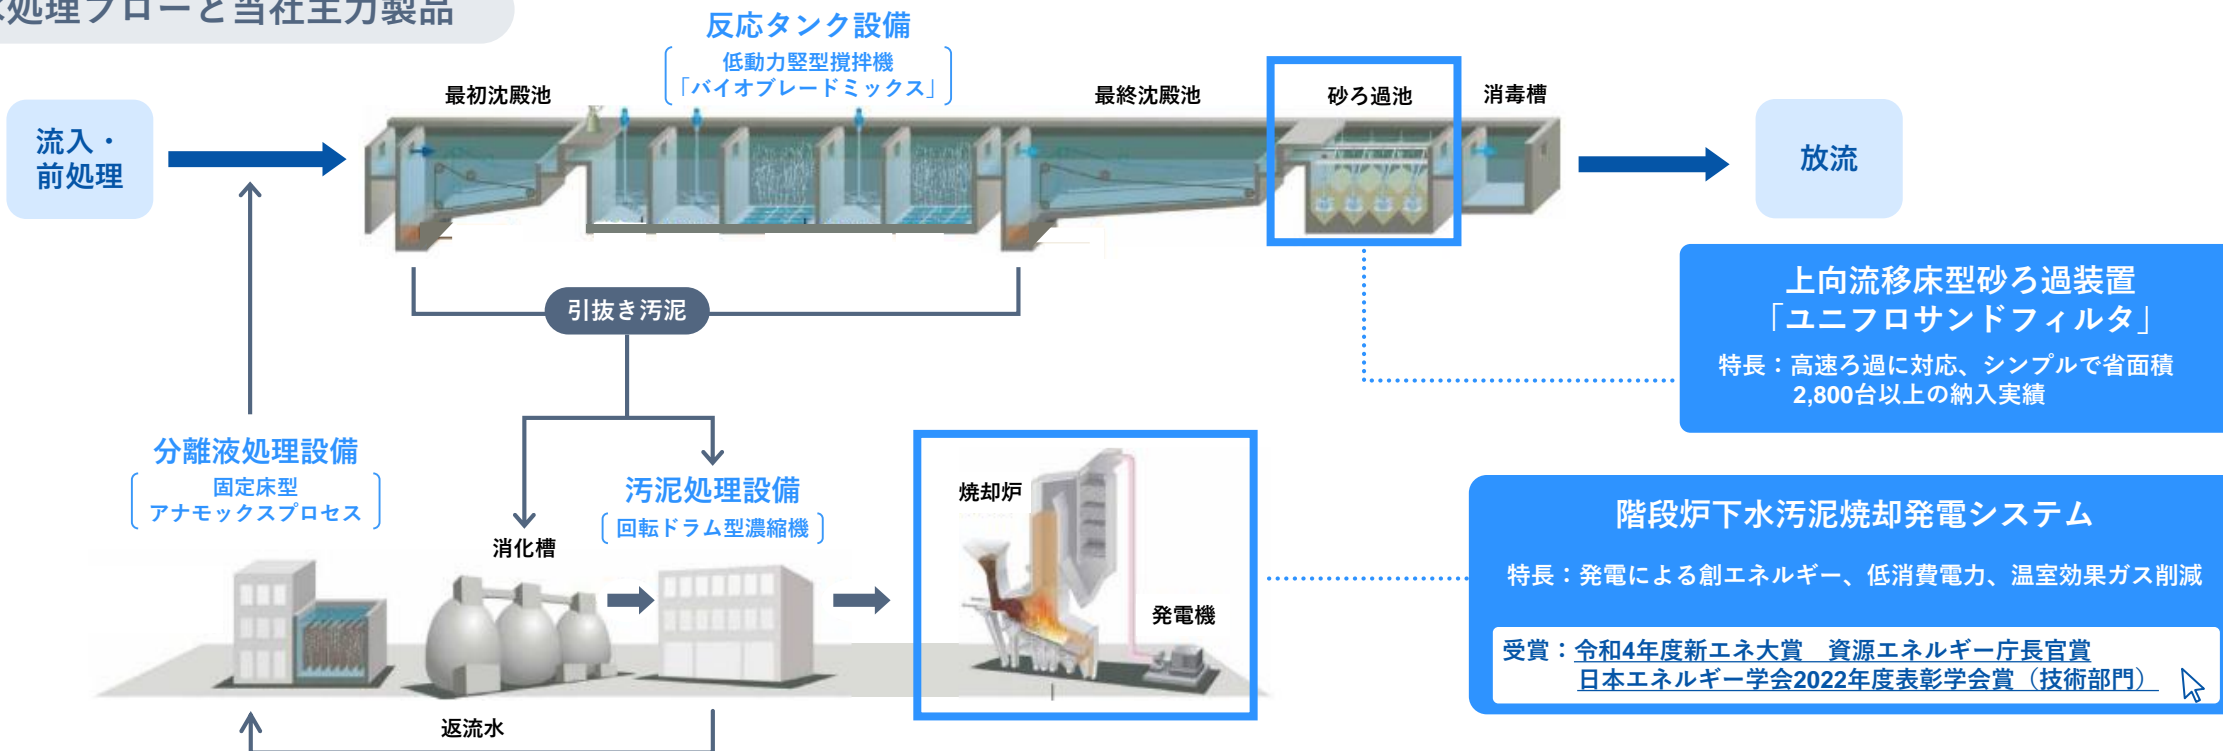 水処理フローと当社主力製品
反応タンク設備
低動力竪型撹拌機
「バイオブレードミックス」
最初沈殿池
最終沈殿池
砂ろ過池
消毒槽
流入・
前処理
放流
引抜き汚泥
上向流移床型砂ろ過装置
「ユニフロサンドフィルタ」
特長：高速ろ過に対応、シンプルで省面積
2,800台以上の納入実績
分離液処理設備
固定床型
アナモックスプロセス
消化槽
汚泥処理設備
回転ドラム型濃縮機
焼却炉
発電機
階段炉下水汚泥焼却発電システム
特長：発電による創エネルギー、低消費電力、温室効果ガス削減
受賞：令和4年度新エネ大賞　資源エネルギー庁長官賞
日本エネルギー学会2022年度表彰学会賞（技術部門）
返流水